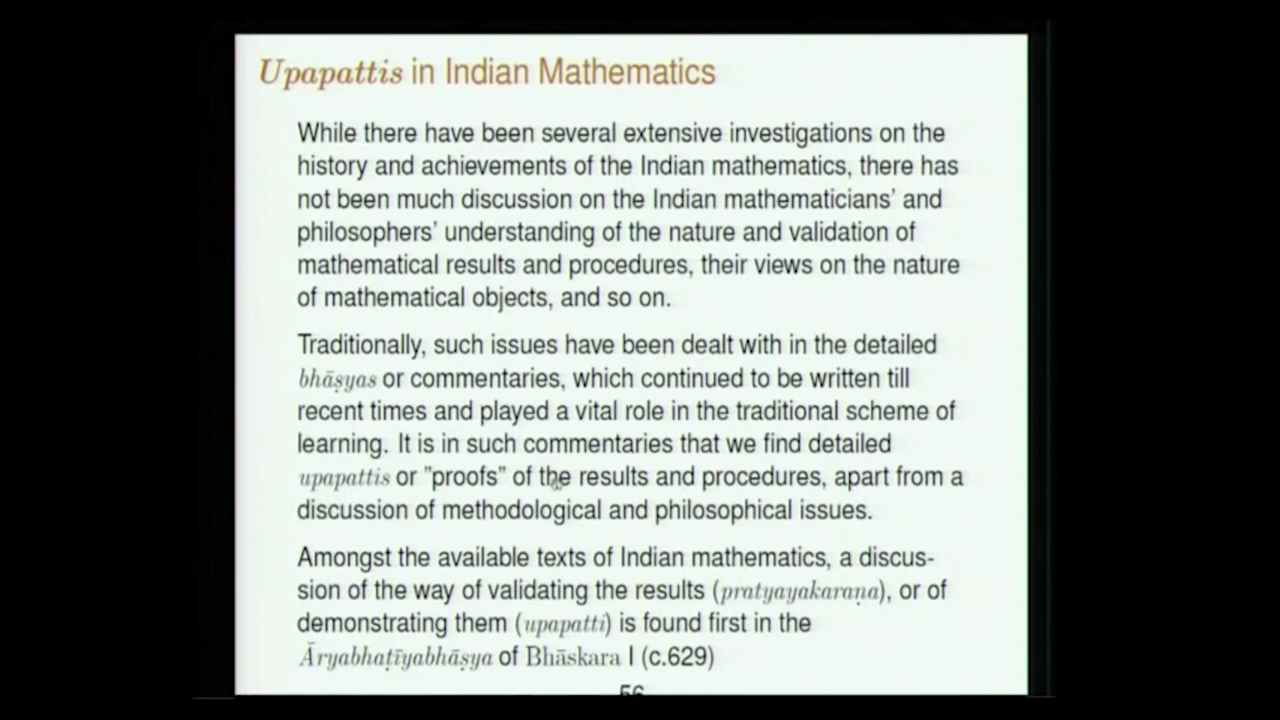 Upapattis in Indian Mathematics
While there have been several extensive investigations on the
history and achievements of the Indian mathematics, there has
not been much discussion on the Indian mathematicians' and
philosophers' understanding of the nature and validation of
mathematical results and procedures, their views on the nature
of mathematical objects, and so on.
Traditionally, such issues have been dealt with in the detailed
bhāṣyas or commentaries, which continued to be written till
recent times and played a vital role in the traditional scheme of
learning. It is in such commentaries that we find detailed
upapattis or "proofs" of the results and procedures, apart from a
discussion of methodological and philosophical issues.
Amongst the available texts of Indian mathematics, a discus-
sion of the way of validating the results (pratyayakaraṇa), or of
demonstrating them (upapatti) is found first in the
Āryabhaṭīyabhāṣya of Bhāskara I (c.629)
56